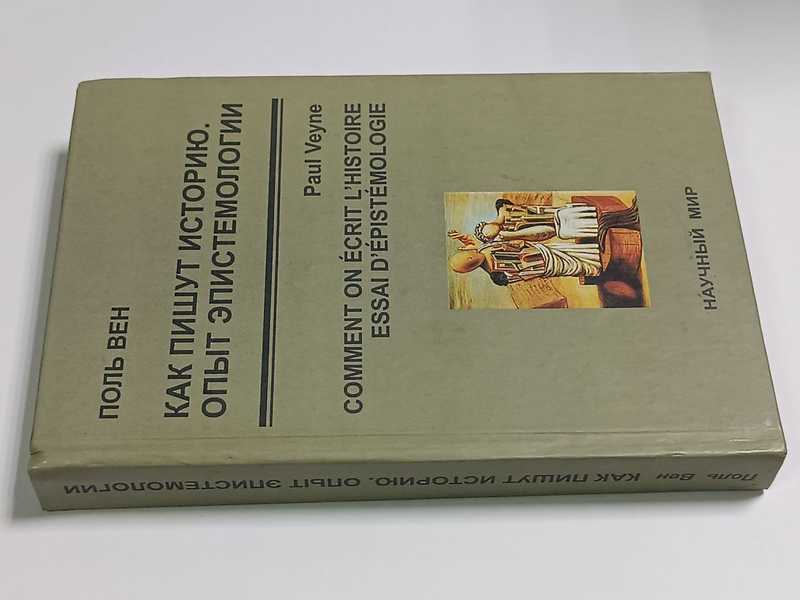 ПОЛЬ ВЕН
КАК ПИШУТ ИСТОРИЮ.
ОПЫТ ЭПИСТЕМОЛОГИИ
Paul Veyne
COMMENT ON ÉCRIT L'HISTOIRE
ESSAI D'ÉPISTÉMOLOGIE
НАУЧНЫЙ МИР
Поль Вен КАК ПИШУТ ИСТОРИЮ. ОПЫТ ЭПИСТЕМОЛОГИИ